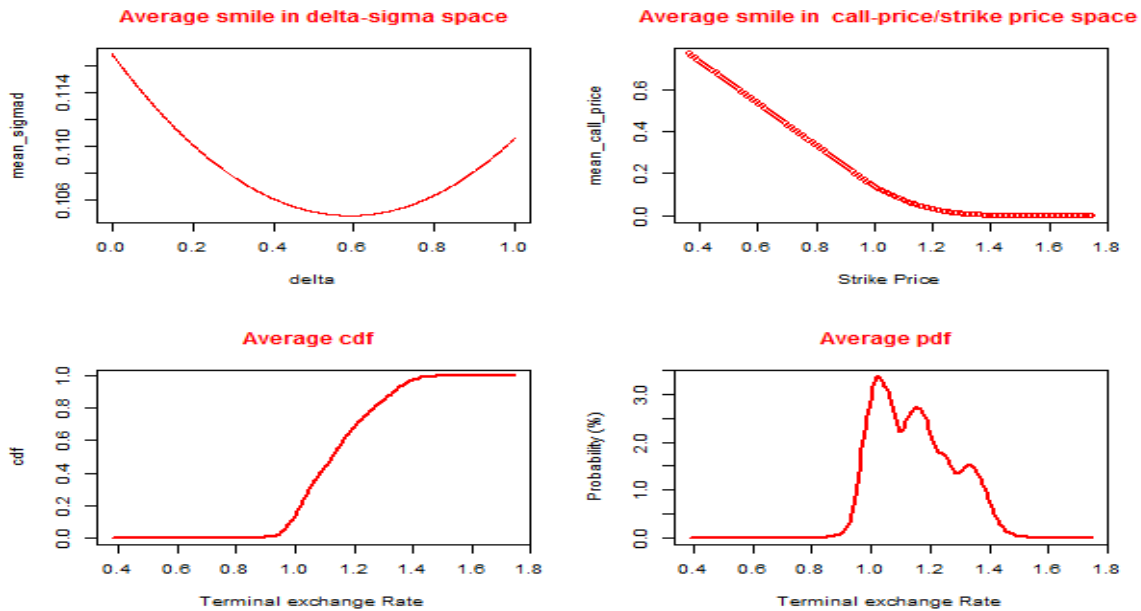 Average smile in delta-sigma space
mean_sigmad
0.106 0.110 0.114
0.0 0.2 0.4 0.6 0.8 1.0
delta
Average smile in  call-price/strike price space
mean_call_price
0.0 0.2 0.4 0.6
0.4 0.6 0.8 1.0 1.2 1.4 1.6 1.8
Strike Price
Average cdf
cdf
0.0 0.2 0.4 0.6 0.8 1.0
0.4 0.6 0.8 1.0 1.2 1.4 1.6 1.8
Terminal exchange Rate
Average pdf
Probability (%)
0.0 1.0 2.0 3.0
0.4 0.6 0.8 1.0 1.2 1.4 1.6 1.8
Terminal exchange Rate